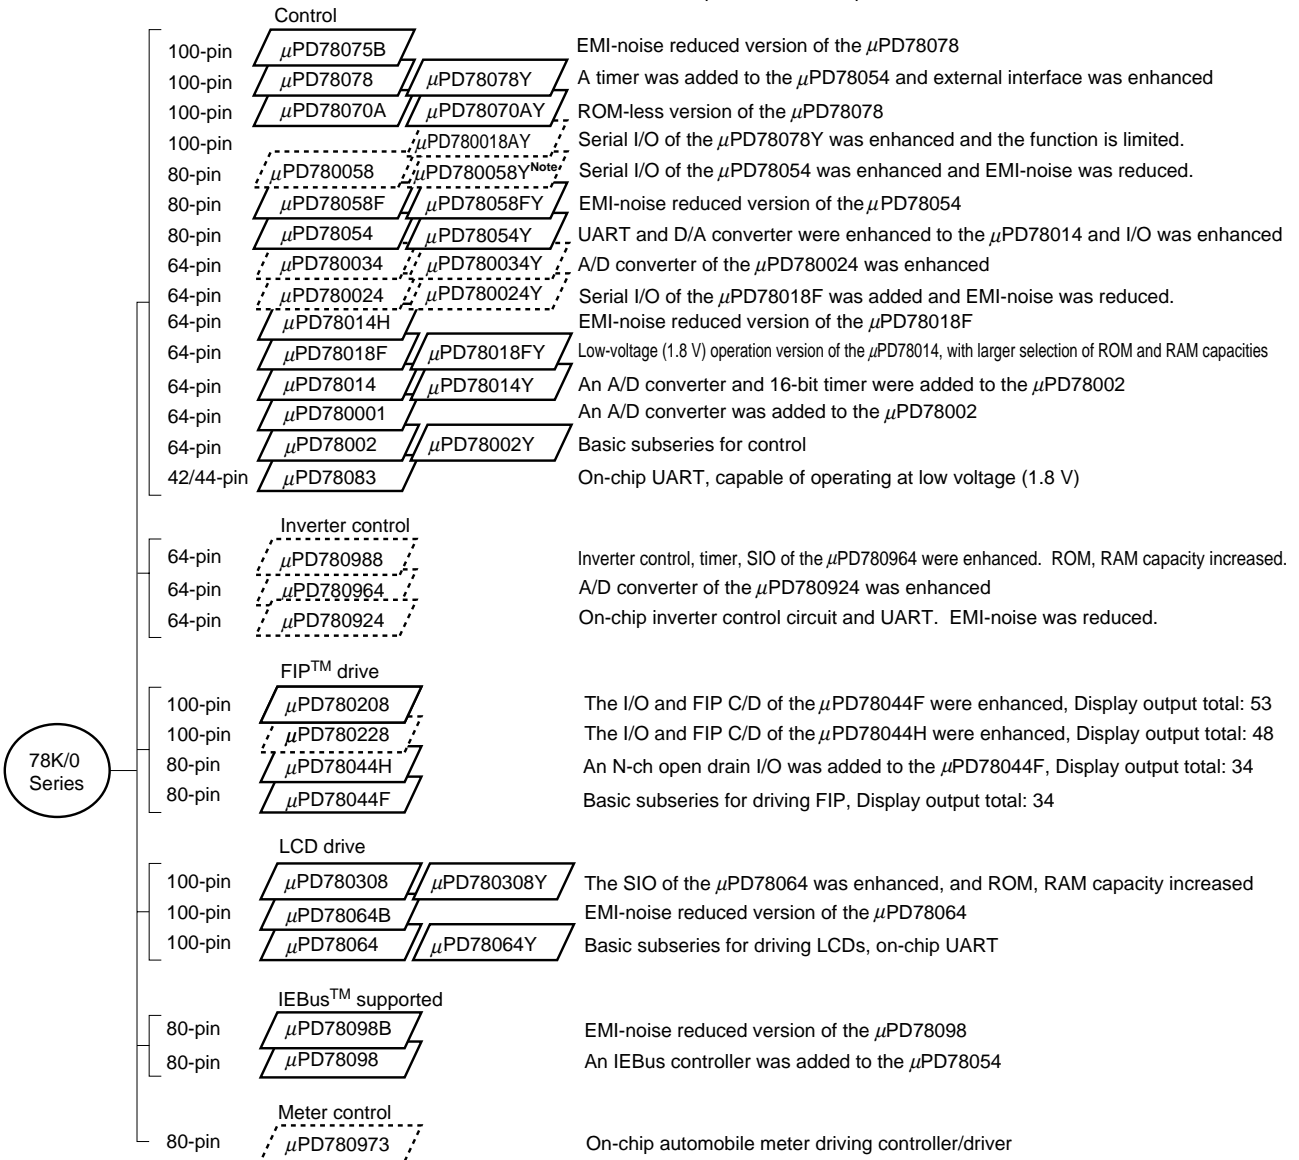 Control
100-pin μPD78075B EMI-noise reduced version of the μPD78078
100-pin μPD78078 μPD78078Y A timer was added to the μPD78054 and external interface was enhanced
100-pin μPD78070A μPD78070AY ROM-less version of the μPD78078
100-pin μPD780018AY Serial I/O of the μPD78078Y was enhanced and the function is limited.
80-pin μPD780058 μPD780058YNote Serial I/O of the μPD78054 was enhanced and EMI-noise was reduced.
80-pin μPD78058F μPD78058FY EMI-noise reduced version of the μPD78054
80-pin μPD78054 μPD78054Y UART and D/A converter were enhanced to the μPD78014 and I/O was enhanced
64-pin μPD780034 μPD780034Y A/D converter of the μPD780024 was enhanced
64-pin μPD780024 μPD780024Y Serial I/O of the μPD78018F was added and EMI-noise was reduced.
64-pin μPD78014H EMI-noise reduced version of the μPD78018F
64-pin μPD78018F μPD78018FY Low-voltage (1.8 V) operation version of the μPD78014, with larger selection of ROM and RAM capacities
64-pin μPD78014 μPD78014Y An A/D converter and 16-bit timer were added to the μPD78002
64-pin μPD780001 An A/D converter was added to the μPD78002
64-pin μPD78002 μPD78002Y Basic subseries for control
42/44-pin μPD78083 On-chip UART, capable of operating at low voltage (1.8 V)
Inverter control
64-pin μPD780988 Inverter control, timer, SIO of the μPD780964 were enhanced. ROM, RAM capacity increased.
64-pin μPD780964 A/D converter of the μPD780924 was enhanced
64-pin μPD780924 On-chip inverter control circuit and UART. EMI-noise was reduced.
FIP™ drive
100-pin μPD780208 The I/O and FIP C/D of the μPD78044F were enhanced, Display output total: 53
100-pin μPD780228 The I/O and FIP C/D of the μPD78044H were enhanced, Display output total: 48
78K/0 Series
80-pin μPD78044H An N-ch open drain I/O was added to the μPD78044F, Display output total: 34
80-pin μPD78044F Basic subseries for driving FIP, Display output total: 34
LCD drive
100-pin μPD780308 μPD780308Y The SIO of the μPD78064 was enhanced, and ROM, RAM capacity increased
100-pin μPD78064B EMI-noise reduced version of the μPD78064
100-pin μPD78064 μPD78064Y Basic subseries for driving LCDs, on-chip UART
IEBus™ supported
80-pin μPD78098B EMI-noise reduced version of the μPD78098
80-pin μPD78098 An IEBus controller was added to the μPD78054
Meter control
80-pin μPD780973 On-chip automobile meter driving controller/driver